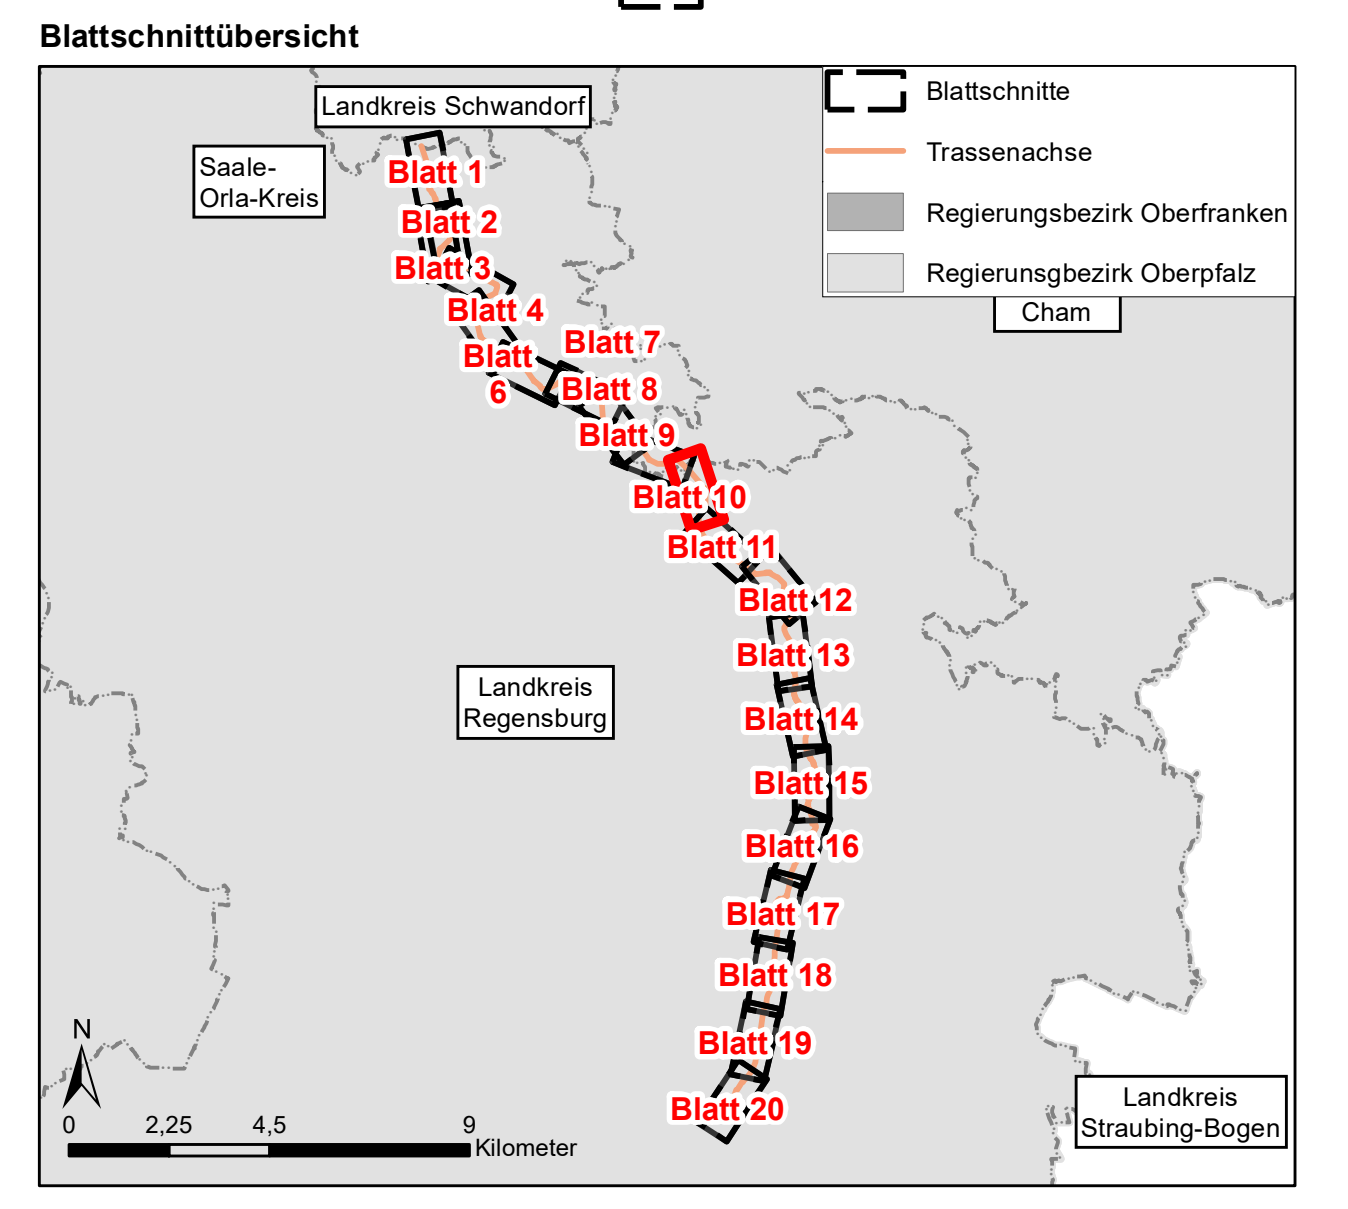 Blattschnittübersicht
Landkreis Schwandorf
Saale-
Orla-Kreis
Blattschnitte
Trassenachse
Regierungsbezirk Oberfranken
Regierunsgbezirk Oberpfalz
Cham
Blatt 1
Blatt 2
Blatt 3
Blatt 4
Blatt
6
Blatt 7
Blatt 8
Blatt 9
Blatt 10
Blatt 11
Blatt 12
Blatt 13
Landkreis
Regensburg
Blatt 14
Blatt 15
Blatt 16
Blatt 17
Blatt 18
Blatt 19
Blatt 20
N
0 2,25 4,5 9
Kilometer
Landkreis
Straubing-Bogen